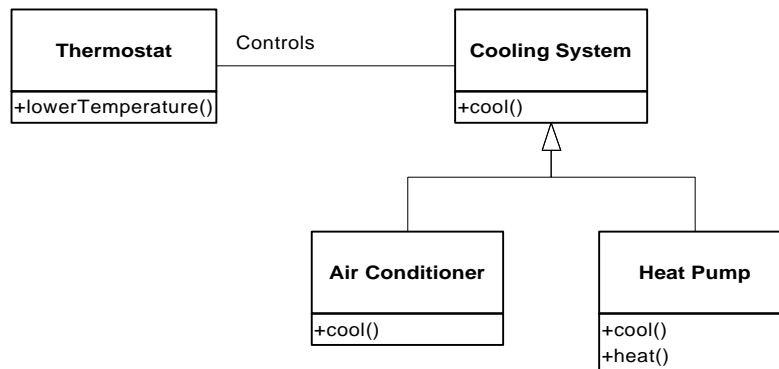 Thermostat
+lowerTemperature()
Controls
Cooling System
+cool()
Air Conditioner
+cool()
Heat Pump
+cool()
+heat()